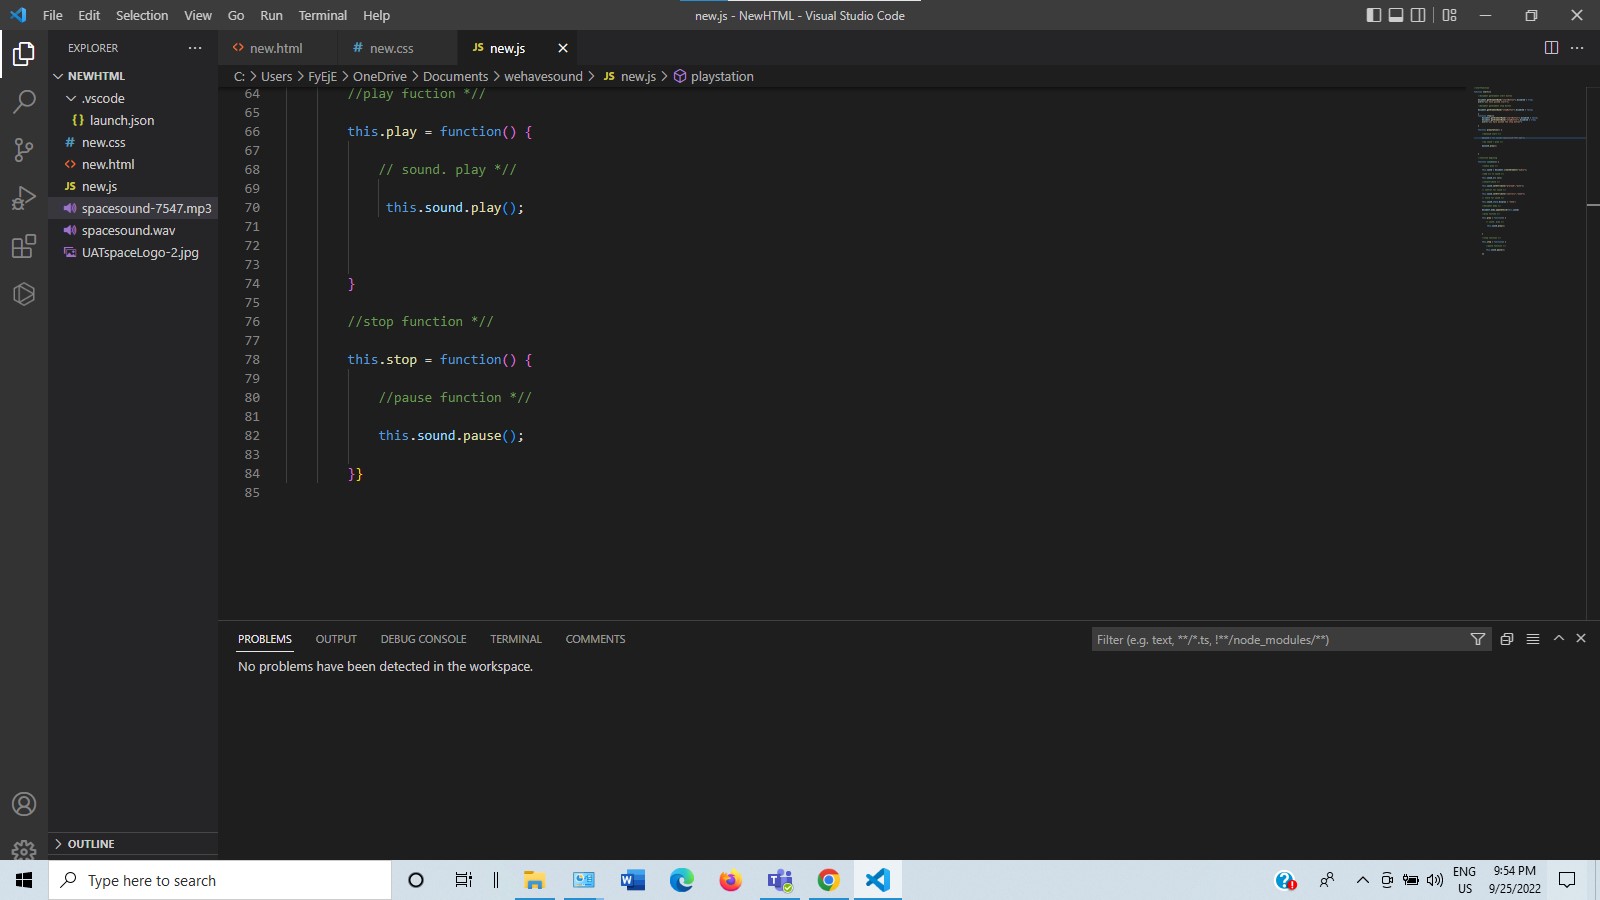 File Edit Selection View Go Run Terminal Help new.js - NewHTML - Visual Studio Code
EXPLORER ...
new.html new.css JS new.js
NEWHTML
C: > Users > FyEjE > OneDrive > Documents > wehavesound > JS new.js > playstation
.vscode
{} launch.json
# new.css
<> new.html
JS new.js
spacesound-7547.mp3
spacesound.wav
UATspaceLogo-2.jpg
64 //play fuction *//
65
66 this.play = function() {
67
68 // sound. play *//
69
70 this.sound.play();
71
72
73
74 }
75
76 //stop function *//
77
78 this.stop = function() {
79
80 //pause function *//
81
82 this.sound.pause();
83
84 }}
85
PROBLEMS OUTPUT DEBUG CONSOLE TERMINAL COMMENTS Filter (e.g. text, **/*.ts, !**/node_modules/**)
No problems have been detected in the workspace.
OUTLINE
Type here to search
ENG
US
9:54 PM
9/25/2022